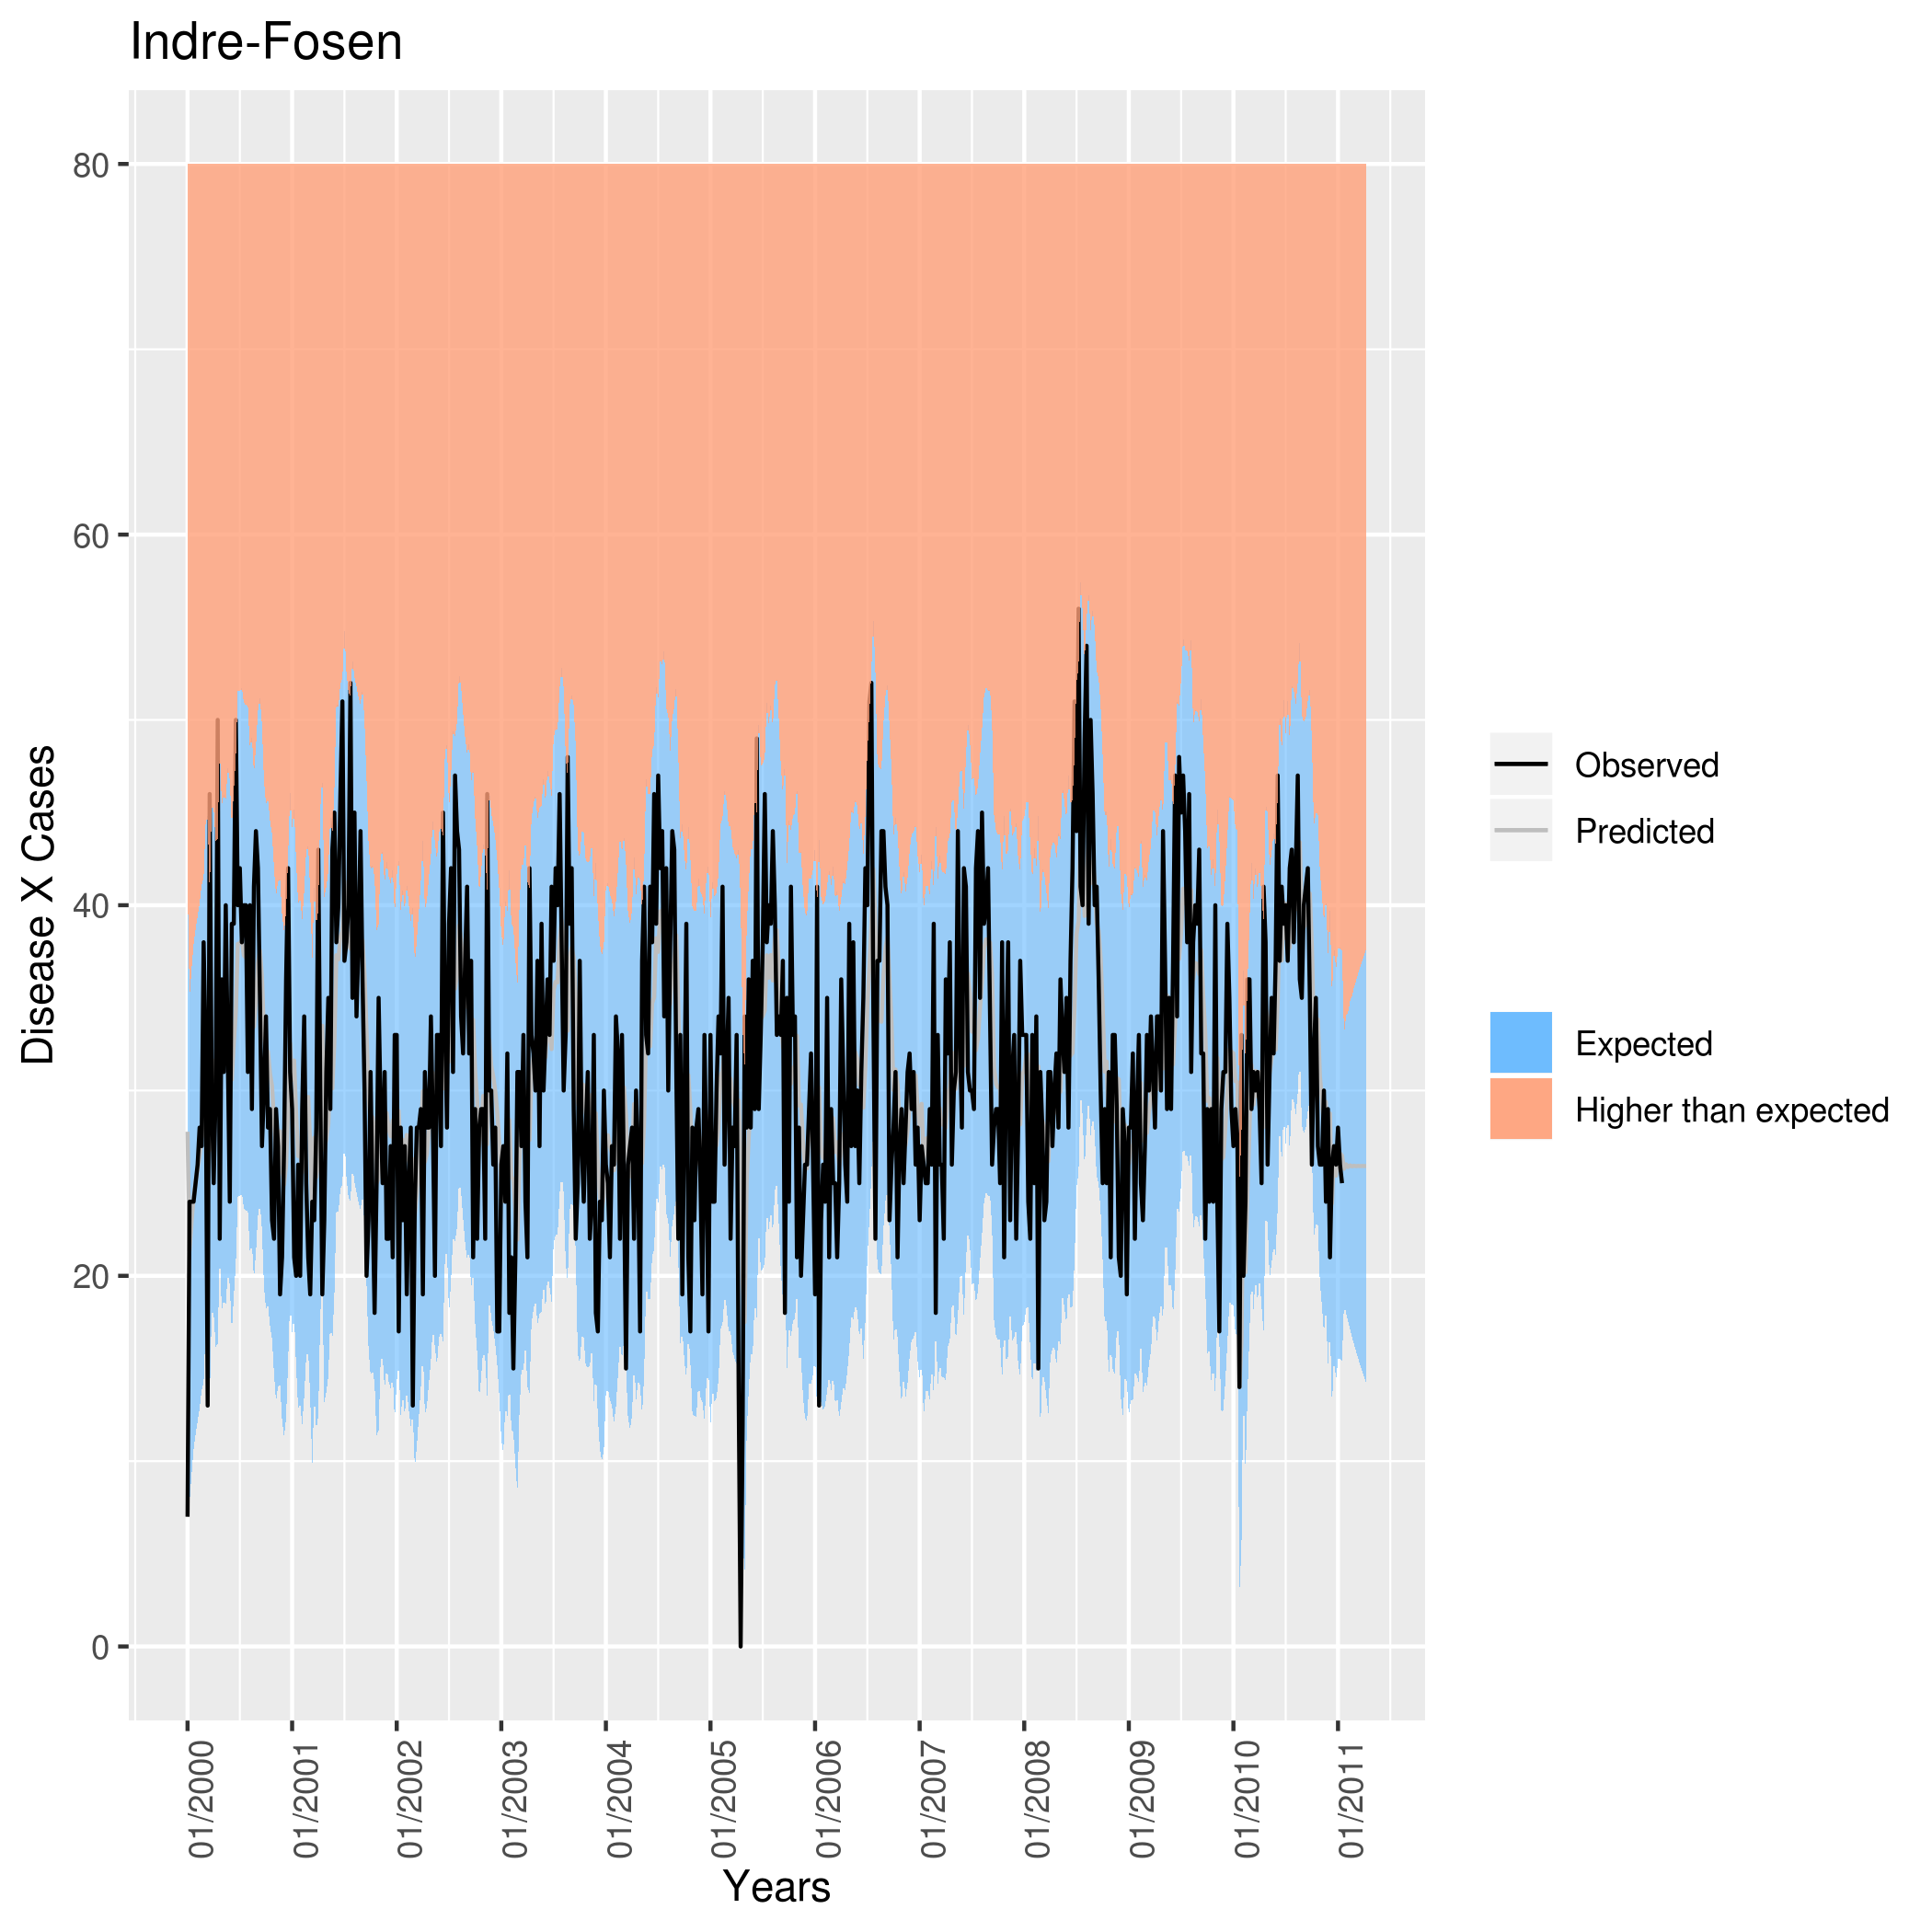 Indre-Fosen
Disease X Cases
80
60
40
20
0
01/2000
01/2001
01/2002
01/2003
01/2004
01/2005
01/2006
01/2007
01/2008
01/2009
01/2010
01/2011
Years
Observed
Predicted
Expected
Higher than expected